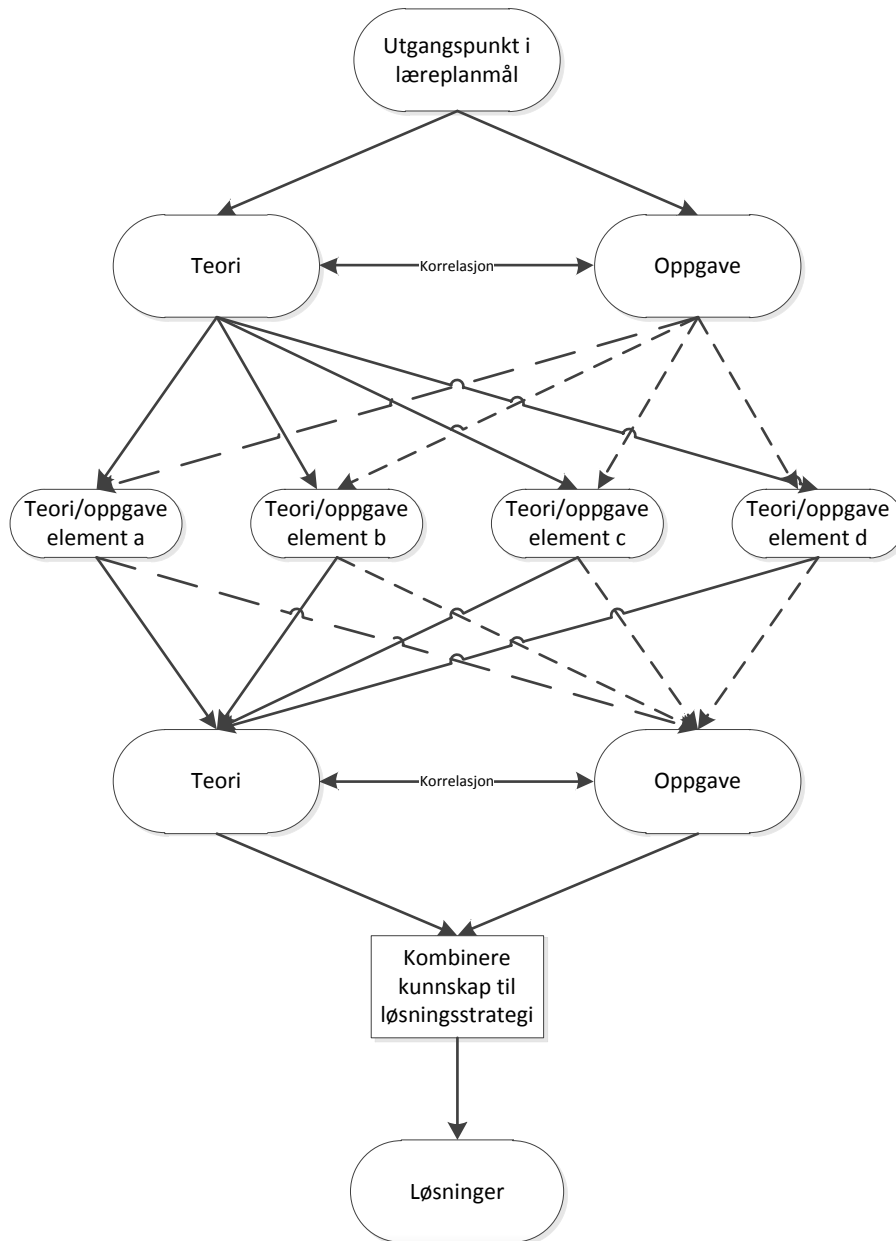 Utgangspunkt i
læreplanmål
Teori
Korrelasjon
Oppgave
Teori/oppgave
element a
Teori/oppgave
element b
Teori/oppgave
element c
Teori/oppgave
element d
Teori
Korrelasjon
Oppgave
Kombinere
kunnskap til
løsningsstrategi
Løsninger